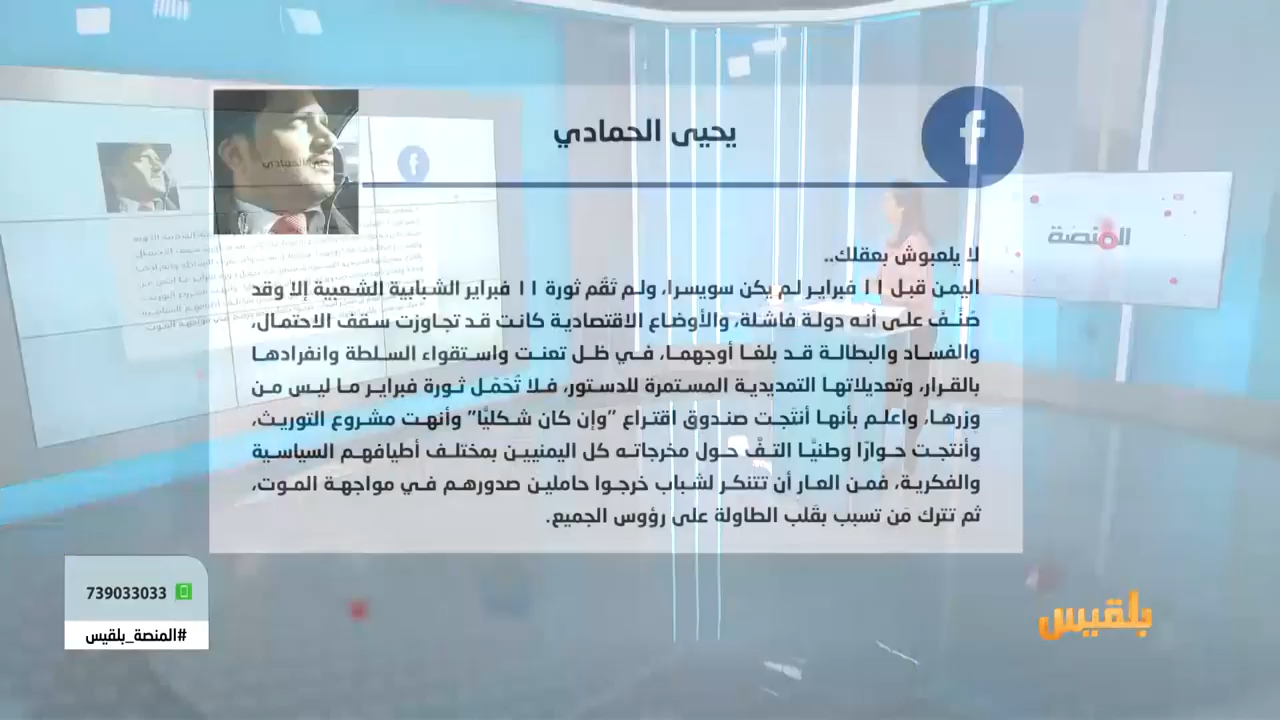 يحيى الحمادي
لا يلعبوش بعقلك..
اليمن قبل ١١ فبراير لم يكن سويسرا، ولم تَقُم ثورة ١١ فبراير الشبابية الشعبية إلا وقد
صُنِّفَ على أنه دولة فاشلة، والأوضاع الاقتصادية كانت قد تجاوزت سقف الاحتمال،
والفساد والبطالة قد بلغا أوجهما، في ظل تعنت واستقواء السلطة وانفرادها
بالقرار، وتعديلاتها التمديدية المستمرة للدستور، فلا تُحَمّل ثورة فبراير ما ليس من
وِزرها، واعلم بأنها أنتجت صندوق اقتراع "وإن كان شكليًّا" وأنهت مشروع التوريث،
وأنتجت حوارًا وطنيًّا التفّ حول مخرجاته كل اليمنيين بمختلف أطيافهم السياسية
والفكرية، فمن العار أن تتنكر لشباب خرجوا حاملين صدورهم في مواجهة الموت،
ثم تترك مَن تسبب بقَلب الطاولة على رؤوس الجميع.
المنصة
739033033
#المنصة_بلقيس
بلقيس